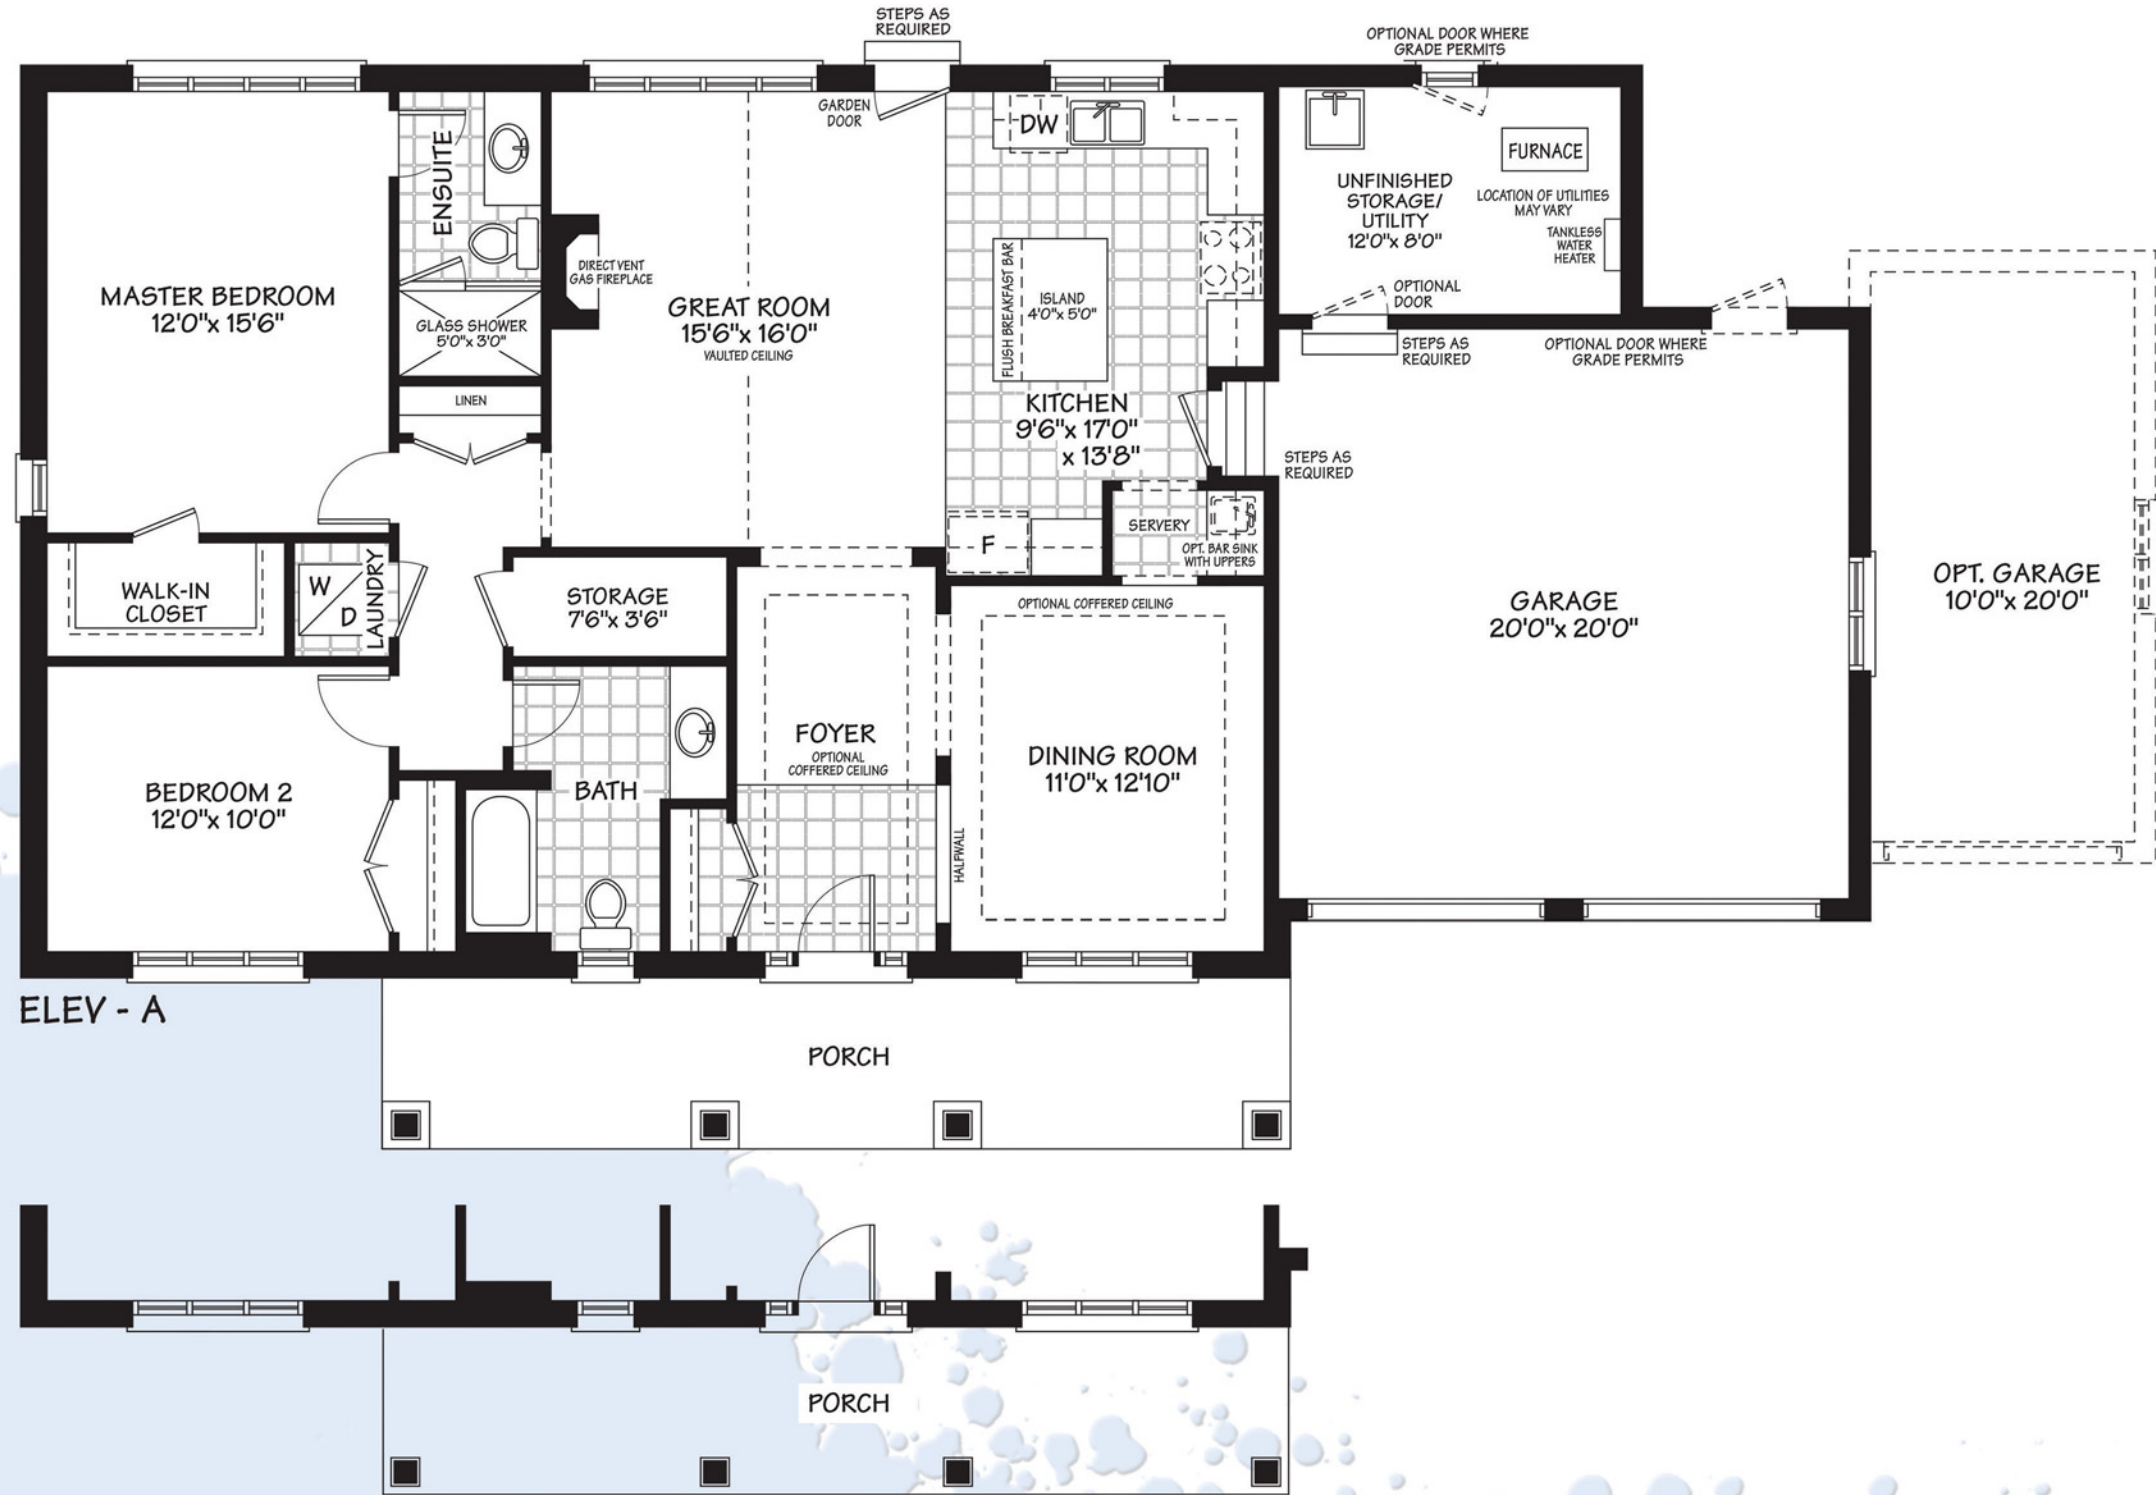 STEPS AS
REQUIRED
OPTIONAL DOOR WHERE
GRADE PERMITS
GARDEN
DOOR
DW
ENSUITE
FURNACE
UNFINISHED
STORAGE/
UTILITY
12'0"x 8'0"
LOCATION OF UTILITIES
MAY VARY
TANKLESS
WATER
HEATER
MASTER BEDROOM
12'0"x 15'6"
DIRECT VENT
GAS FIREPLACE
GREAT ROOM
15'6"x 16'0"
VAULTED CEILING
FLUSH BREAKFAST BAR
ISLAND
4'0"x 5'0"
OPTIONAL
DOOR
GLASS SHOWER
5'0"x 3'0"
STEPS AS
REQUIRED
OPTIONAL DOOR WHERE
GRADE PERMITS
LINEN
KITCHEN
9'6"x 17'0"
x 13'8"
STEPS AS
REQUIRED
SERVERY
OPT. BAR SINK
WITH UPPERS
F
WALK-IN
CLOSET
W
D
LAUNDRY
STORAGE
7'6"x 3'6"
OPTIONAL COFFERED CEILING
GARAGE
20'0"x 20'0"
OPT. GARAGE
10'0"x 20'0"
FOYER
OPTIONAL
COFFERED CEILING
DINING ROOM
11'0"x 12'10"
BEDROOM 2
12'0"x 10'0"
BATH
HALFWALL
ELEV - A
PORCH
PORCH